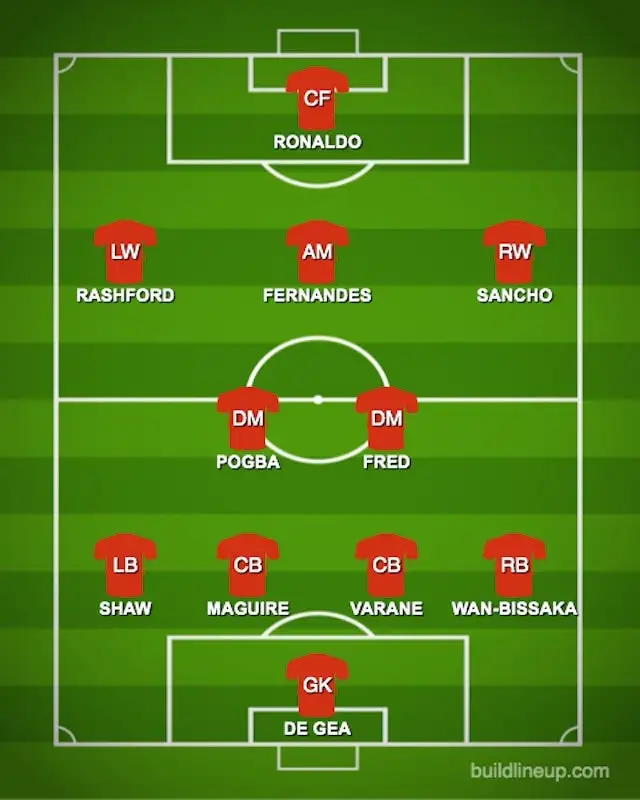 CF
RONALDO
LW AM RW
RASHFORD FERNANDES SANCHO
DM DM
POGBA FRED
LB CB CB RB
SHAW MAGUIRE VARANE WAN-BISSAKA
GK
DE GEA
buildlineup.com